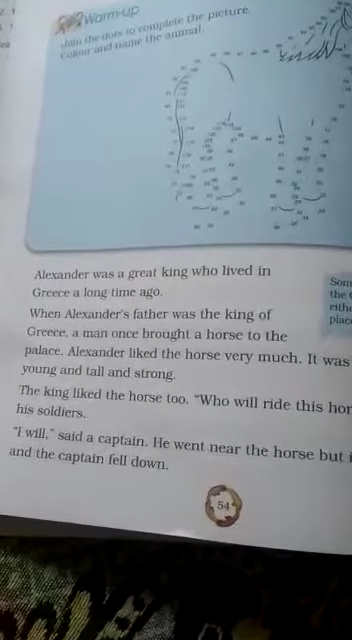 Warm-up
Join the dots to complete the picture.
Colour and name the animal.
Alexander was a great king who lived in
Greece a long time ago.
When Alexander's father was the king of
Greece, a man once brought a horse to the
palace. Alexander liked the horse very much. It was
young and tall and strong.
The king liked the horse too. "Who will ride this
his soldiers.
"I will," said a captain. He went near the horse but
and the captain fell down.
Som
the
eithe
place
54